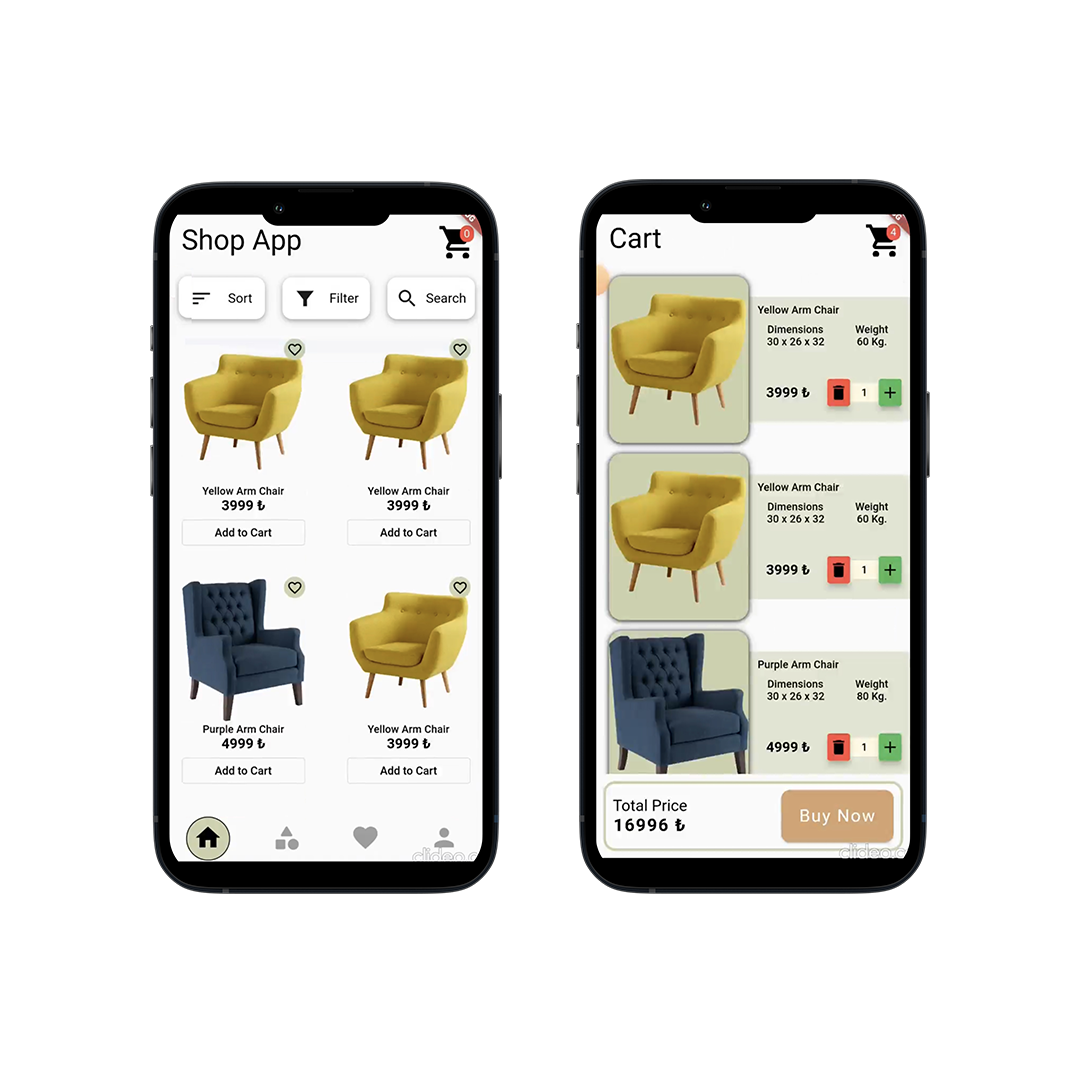 Shop App
0
Sort
Filter
Search
Yellow Arm Chair
3999 ₺
Add to Cart
Yellow Arm Chair
3999 ₺
Add to Cart
Purple Arm Chair
4999 ₺
Add to Cart
Yellow Arm Chair
3999 ₺
Add to Cart
Cart
4
Yellow Arm Chair
Dimensions
30 x 26 x 32
Weight
60 Kg.
3999 ₺
1
+
Yellow Arm Chair
Dimensions
30 x 26 x 32
Weight
60 Kg.
3999 ₺
1
+
Purple Arm Chair
Dimensions
30 x 26 x 32
Weight
80 Kg.
4999 ₺
1
+
Total Price
16996 ₺
Buy Now